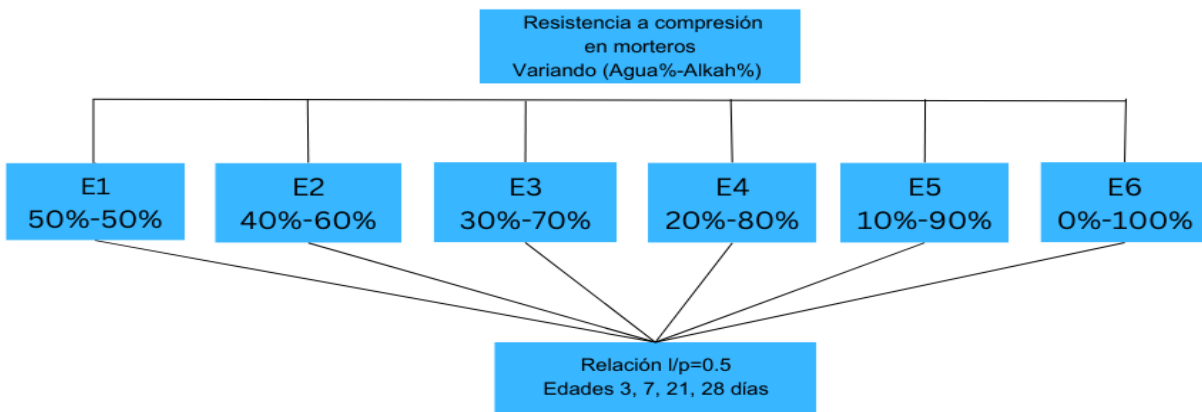 Resistencia a compresión
en morteros
Variando (Agua%-Alkah%)
E1
50%-50%
E2
40%-60%
E3
30%-70%
E4
20%-80%
E5
10%-90%
E6
0%-100%
Relación l/p=0.5
Edades 3, 7, 21, 28 días